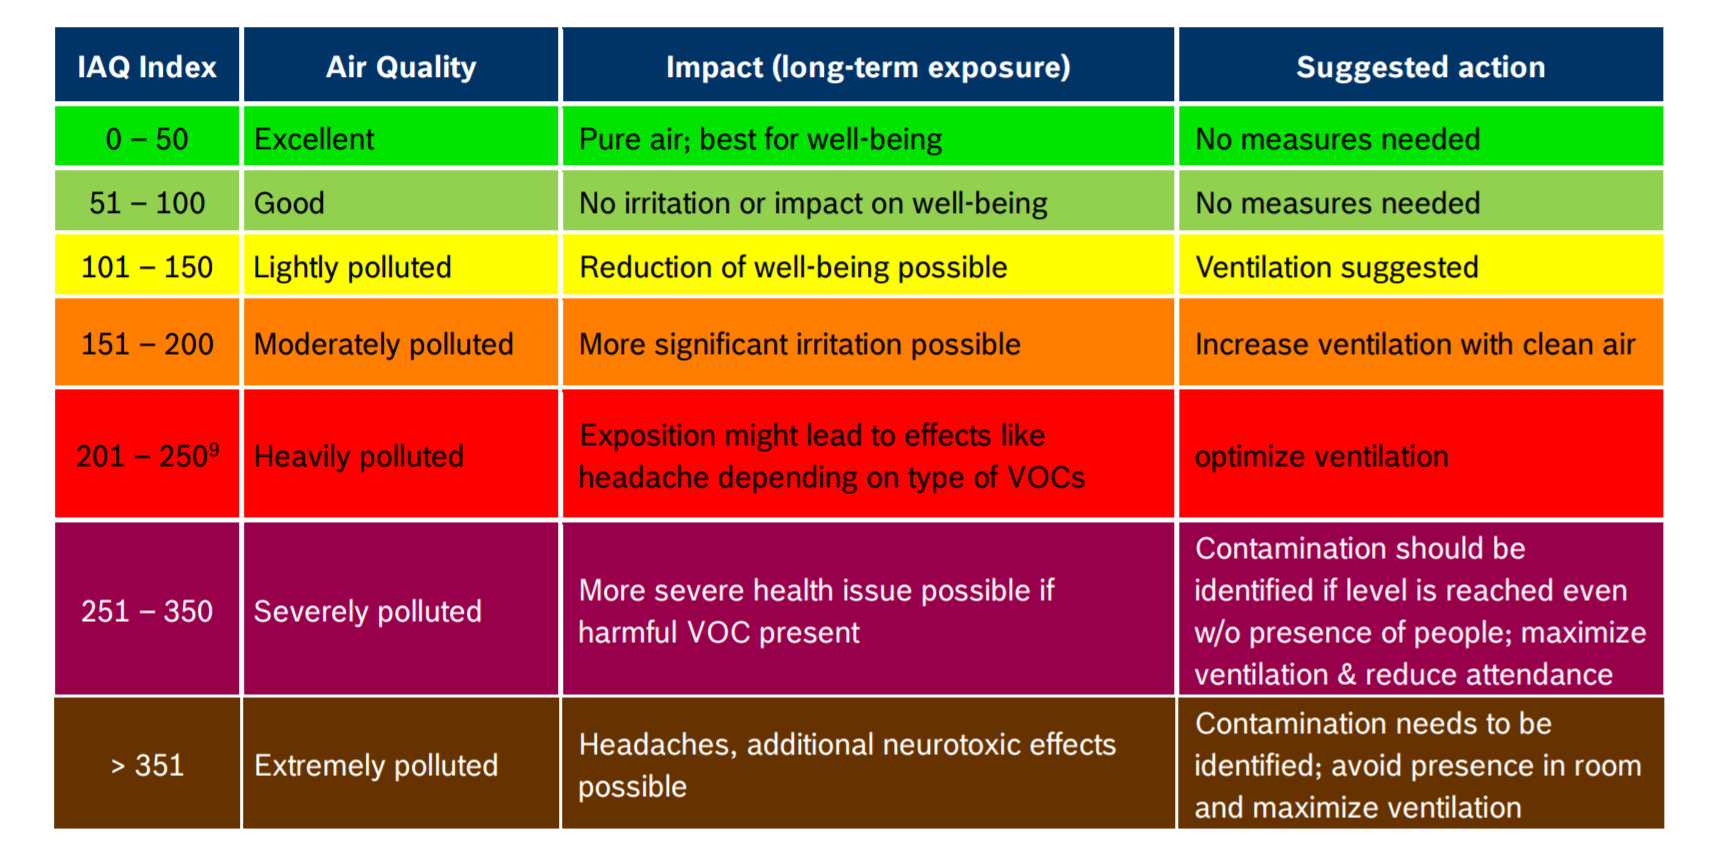 IAQ Index Air Quality Impact (long-term exposure) Suggested action
0 – 50 Excellent Pure air; best for well-being No measures needed
51 – 100 Good No irritation or impact on well-being No measures needed
101 – 150 Lightly polluted Reduction of well-being possible Ventilation suggested
151 – 200 Moderately polluted More significant irritation possible Increase ventilation with clean air
201 – 250⁹ Heavily polluted Exposition might lead to effects like
headache depending on type of VOCs optimize ventilation
251 – 350 Severely polluted More severe health issue possible if
harmful VOC present Contamination should be
identified if level is reached even
w/o presence of people; maximize
ventilation & reduce attendance
> 351 Extremely polluted Headaches, additional neurotoxic effects
possible Contamination needs to be
identified; avoid presence in room
and maximize ventilation